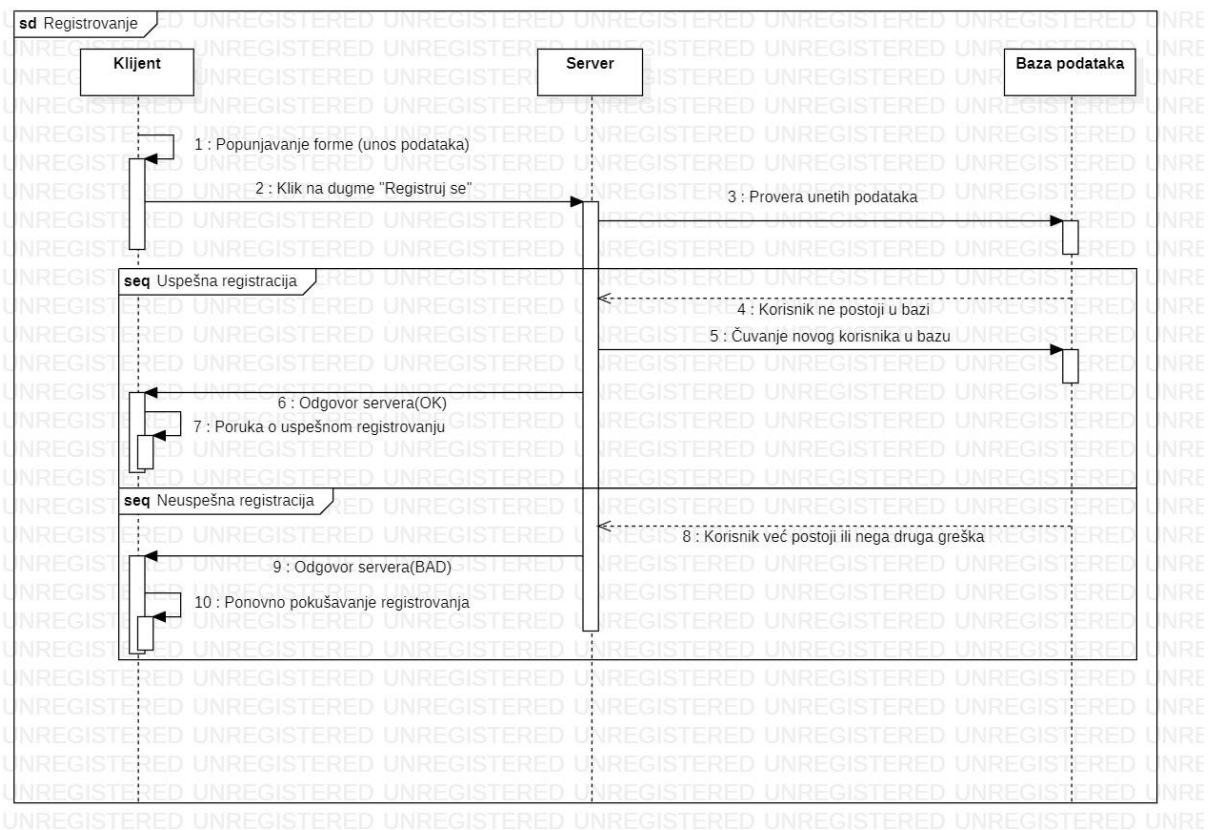 sd Registrovanje
Klijent
Server
Baza podataka
1 : Popunjavanje forme (unos podataka)
2 : Klik na dugme "Registruj se"
3 : Provera unetih podataka
seq Uspešna registracija
4 : Korisnik ne postoji u bazi
5 : Čuvanje novog korisnika u bazu
6 : Odgovor servera(OK)
7 : Poruka o uspešnom registrovanju
seq Neuspešna registracija
8 : Korisnik već postoji ili nega druga greška
9 : Odgovor servera(BAD)
10 : Ponovno pokušavanje registrovanja
UNREGISTERED